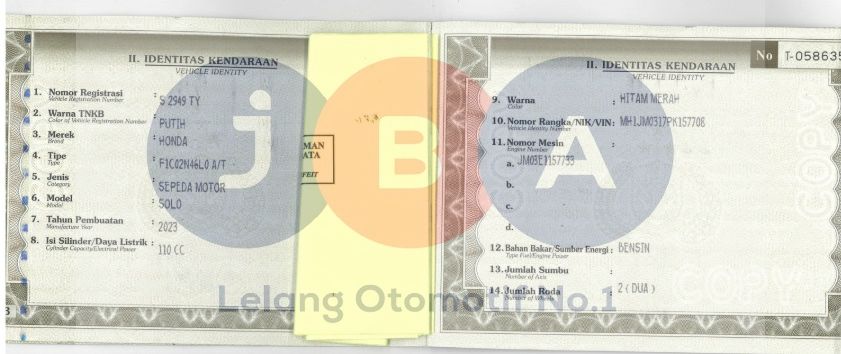 II. IDENTITAS KENDARAAN
VEHICLE IDENTITY
1. Nomor Registrasi : S 2949 TY
Vehicle Registration Number
2. Warna TNKB : PUTIH
Color of Vehicle Registration Number
3. Merek : HONDA
Brand
4. Tipe : F1C02N46L0 A/T
Type
5. Jenis : SEPEDA MOTOR
Category
6. Model : SOLO
Model
7. Tahun Pembuatan : 2023
Manufacture Year
8. Isi Silinder/Daya Listrik : 110 CC
Cylinder Capacity/Electrical Power
MAN
ATA
FEIT
No T-058635
II. IDENTITAS KENDARAAN
VEHICLE IDENTITY
9. Warna : HITAM MERAH
Color
10. Nomor Rangka/NIK/VIN : MH1JM0317PK157708
Vehicle Identity Number
11. Nomor Mesin :
Engine Number
a. JM03E1157733
b.
c.
d.
12. Bahan Bakar/Sumber Energi : BENSIN
Type Fuel/Engine Power
13. Jumlah Sumbu :
Number of Axis
14. Jumlah Roda : 2 ( DUA )
Number of Wheels
COPY
COPY
3
j B A
Lelang Otomotif No.1